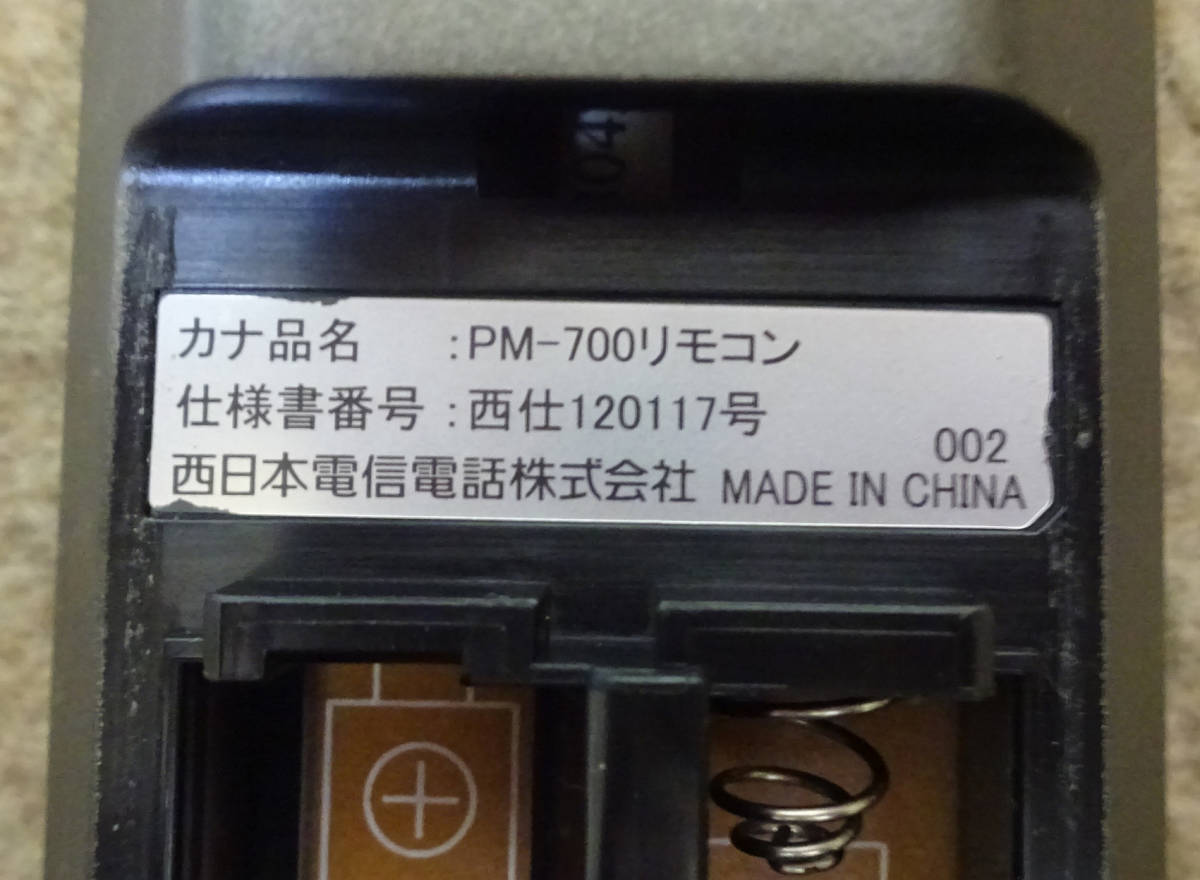 カナ品名　：PM-700リモコン
仕様書番号：西仕120117号
002
西日本電信電話株式会社 MADE IN CHINA